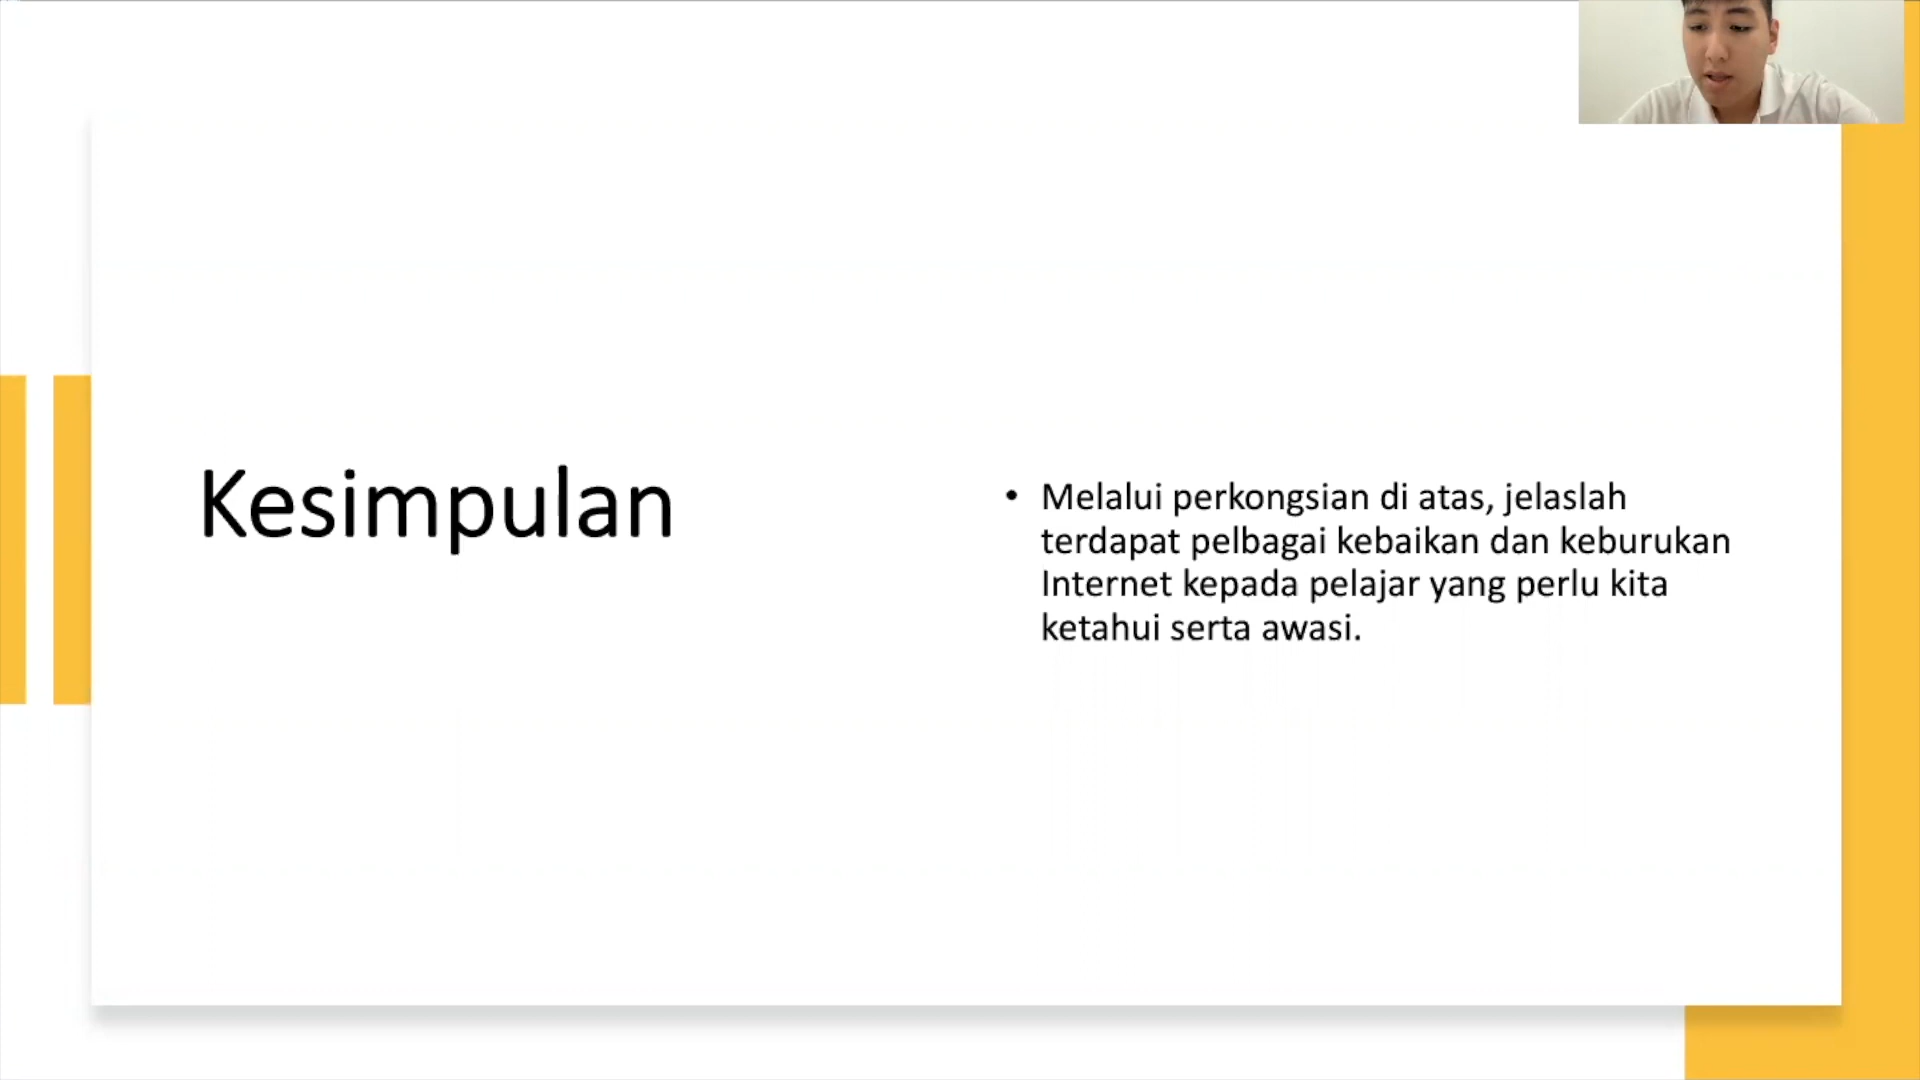 Kesimpulan
• Melalui perkongsian di atas, jelaslah
terdapat pelbagai kebaikan dan keburukan
Internet kepada pelajar yang perlu kita
ketahui serta awasi.